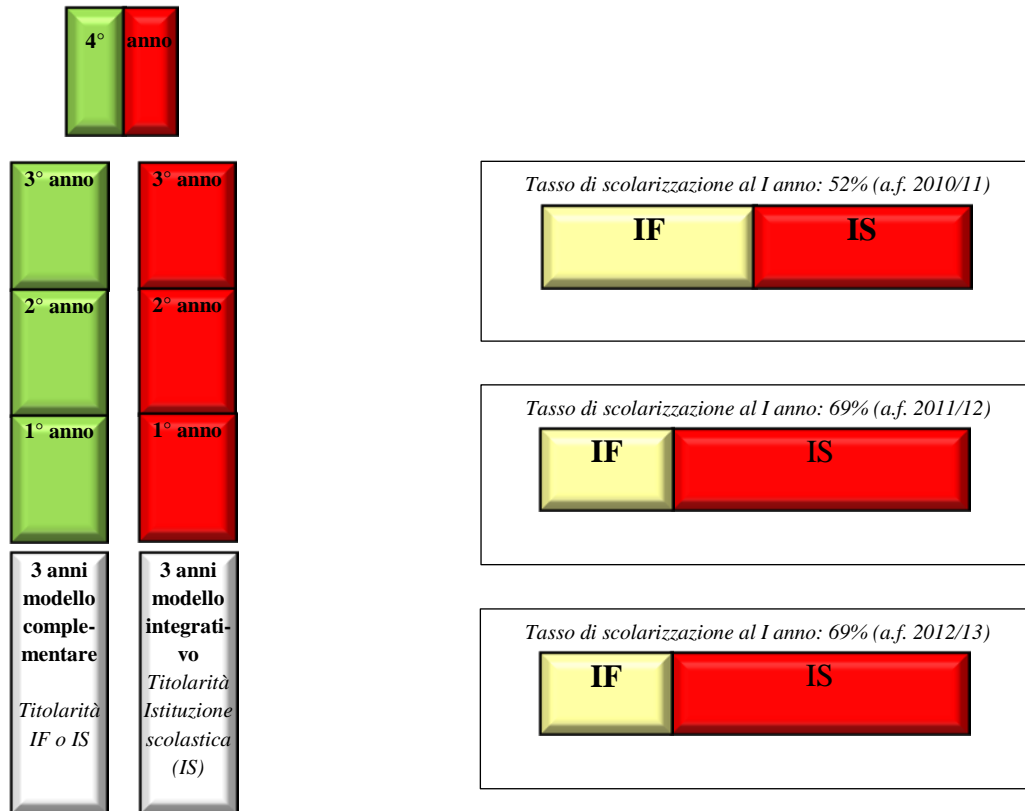 4° anno
3° anno
2° anno
1° anno
3 anni
modello
comple-
mentare
Titolarità
IF o IS
3° anno
2° anno
1° anno
3 anni
modello
integrati-
vo
Titolarità
Istituzione
scolastica
(IS)
Tasso di scolarizzazione al I anno: 52% (a.f. 2010/11)
IF IS
Tasso di scolarizzazione al I anno: 69% (a.f. 2011/12)
IF IS
Tasso di scolarizzazione al I anno: 69% (a.f. 2012/13)
IF IS